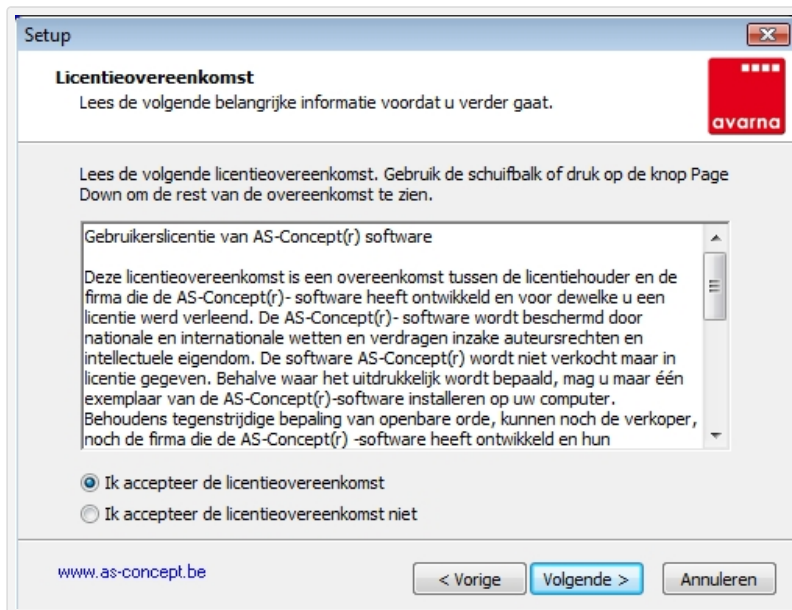 Setup
Licentieovereenkomst
Lees de volgende belangrijke informatie voordat u verder gaat.
avarna
Lees de volgende licentieovereenkomst. Gebruik de schuifbalk of druk op de knop Page
Down om de rest van de overeenkomst te zien.
Gebruikerslicentie van AS-Concept(r) software
Deze licentieovereenkomst is een overeenkomst tussen de licentiehouder en de
firma die de AS-Concept(r)- software heeft ontwikkeld en voor dewelke u een
licentie werd verleend. De AS-Concept(r)- software wordt beschermd door
nationale en internationale wetten en verdragen inzake auteursrechten en
intellectuele eigendom. De software AS-Concept(r) wordt niet verkocht maar in
licentie gegeven. Behalve waar het uitdrukkelijk wordt bepaald, mag u maar één
exemplaar van de AS-Concept(r)-software installeren op uw computer.
Behoudens tegenstrijdige bepaling van openbare orde, kunnen noch de verkoper,
noch de firma die de AS-Concept(r) -software heeft ontwikkeld en hun
Ik accepteer de licentieovereenkomst
Ik accepteer de licentieovereenkomst niet
www.as-concept.be
< Vorige
Volgende >
Annuleren